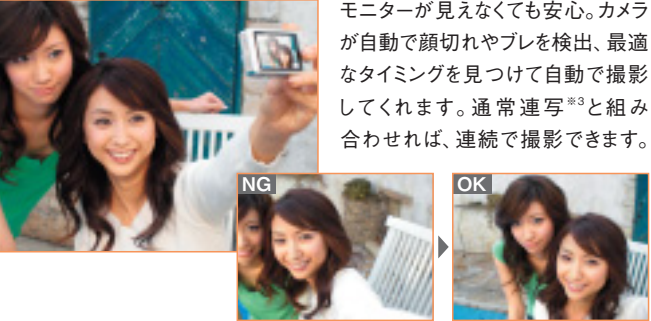 モニターが見えなくても安心。カメラ
が自動で顔切れやブレを検出、最適
なタイミングを見つけて自動で撮影
してくれます。通常連写※3と組み
合わせれば、連続で撮影できます。
NG
OK